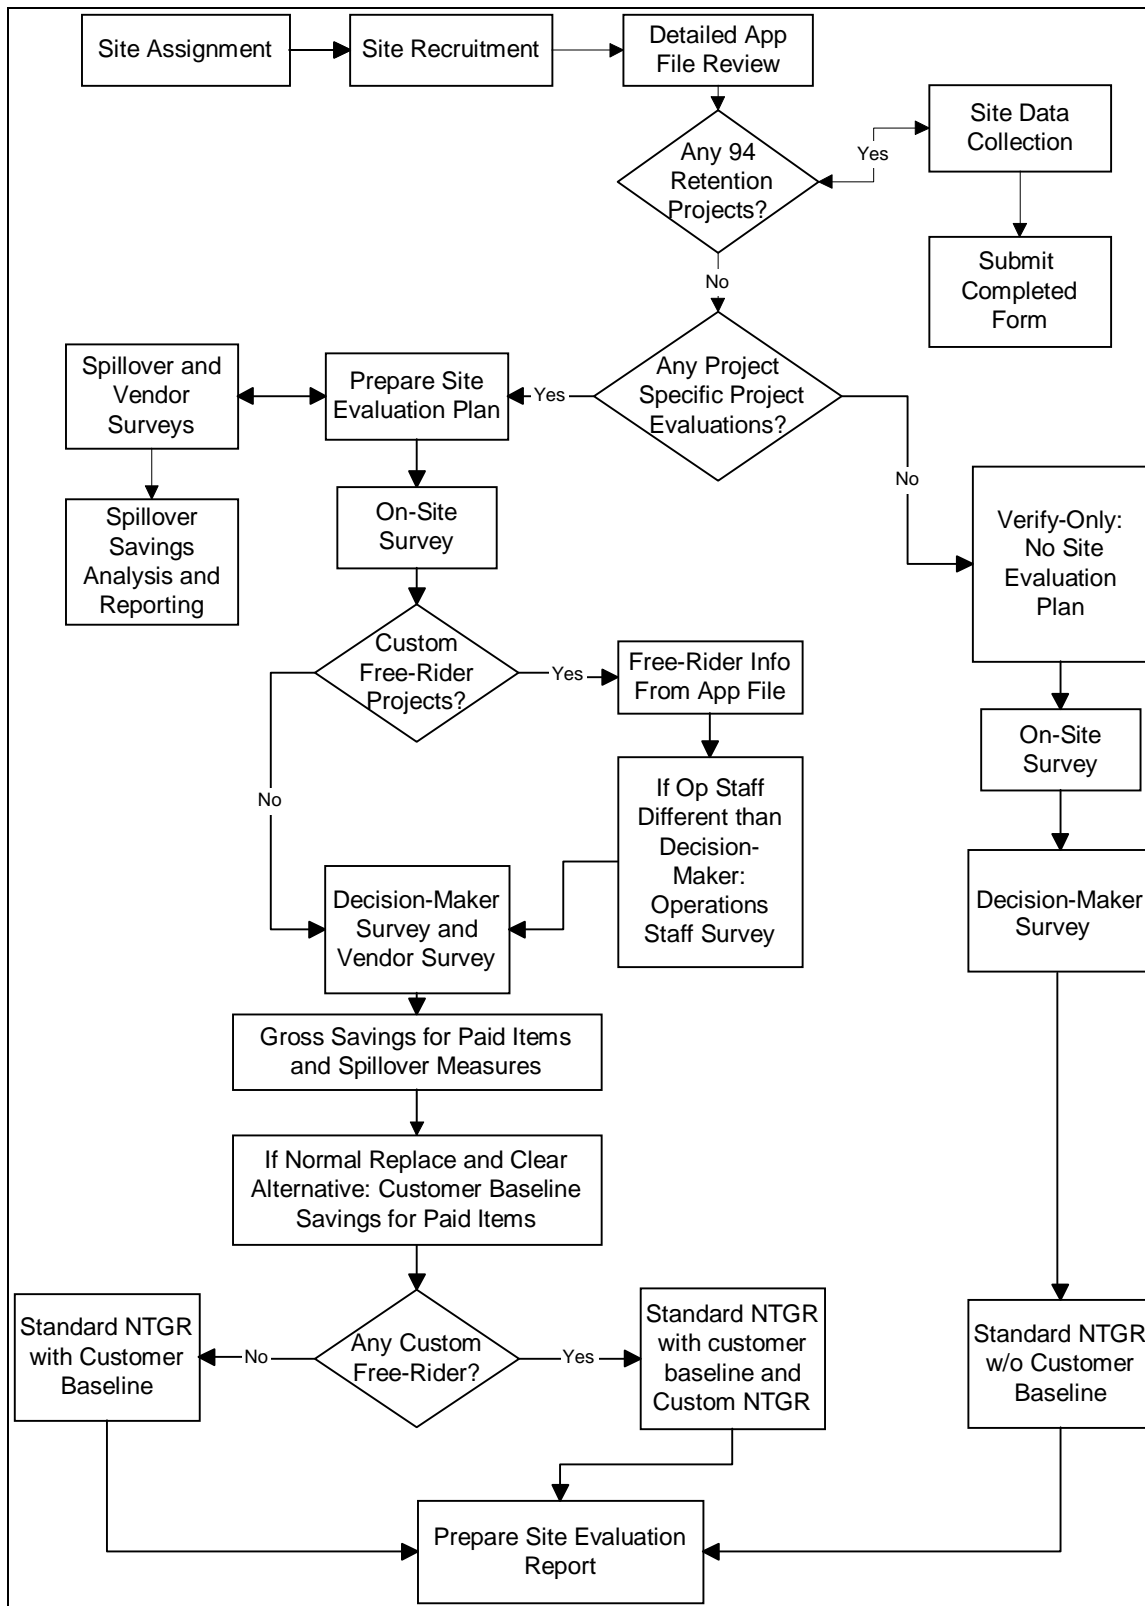 Site Assignment
Site Recruitment
Detailed App
File Review
Any 94
Retention
Projects?
Yes
Site Data
Collection
Submit
Completed
Form
No
Any Project
Specific Project
Evaluations?
Yes
Prepare Site
Evaluation Plan
Spillover and
Vendor
Surveys
Spillover
Savings
Analysis and
Reporting
On-Site
Survey
No
Verify-Only:
No Site
Evaluation
Plan
Custom
Free-Rider
Projects?
Yes
Free-Rider Info
From App File
On-Site
Survey
No
If Op Staff
Different than
Decision-
Maker:
Operations
Staff Survey
Decision-Maker
Survey and
Vendor Survey
Decision-Maker
Survey
Gross Savings for Paid Items
and Spillover Measures
If Normal Replace and Clear
Alternative: Customer Baseline
Savings for Paid Items
Any Custom
Free-Rider?
No
Standard NTGR
with Customer
Baseline
Yes
Standard NTGR
with customer
baseline and
Custom NTGR
Standard NTGR
w/o Customer
Baseline
Prepare Site Evaluation
Report